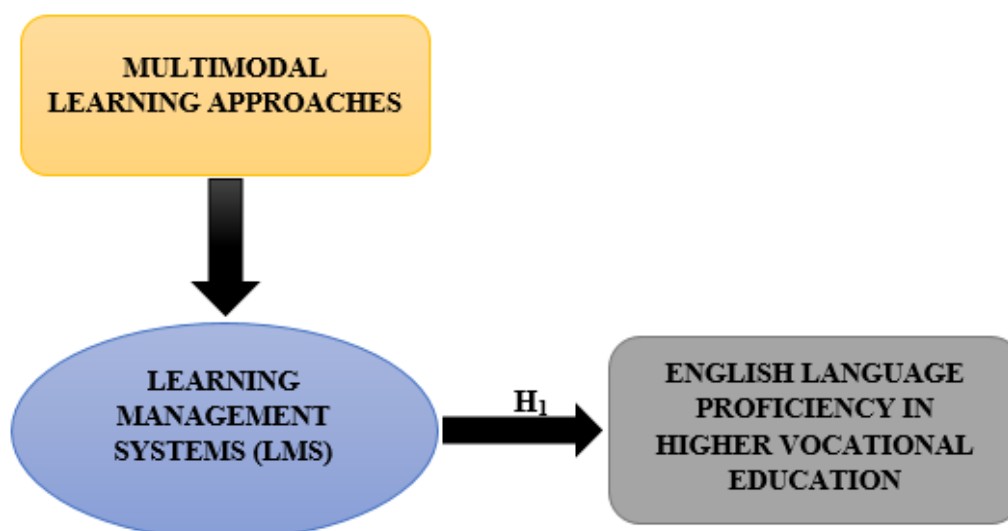 MULTIMODAL
LEARNING APPROACHES
LEARNING
MANAGEMENT
SYSTEMS (LMS)
H₁
ENGLISH LANGUAGE
PROFICIENCY IN
HIGHER VOCATIONAL
EDUCATION